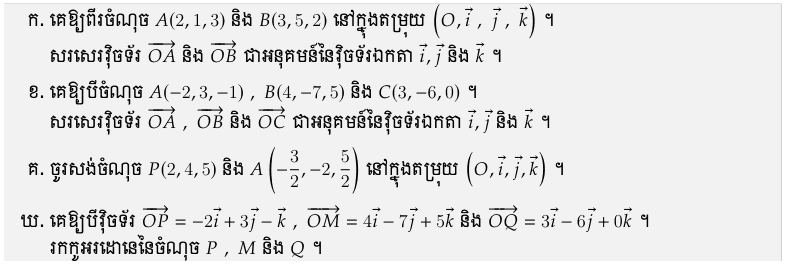 ក. គេឱ្យពីរចំណុច A(2,1,3) និង B(3,5,2) នៅក្នុងតម្រុយ (O, i⃗ , j⃗ , k⃗) ។
សរសេរវ៉ិចទ័រ OA⃗ និង OB⃗ ជាអនុគមន៍នៃវ៉ិចទ័រឯកតា i⃗, j⃗ និង k⃗ ។
ខ. គេឱ្យបីចំណុច A(−2,3,−1) , B(4,−7,5) និង C(3,−6,0) ។
សរសេរវ៉ិចទ័រ OA⃗ , OB⃗ និង OC⃗ ជាអនុគមន៍នៃវ៉ិចទ័រឯកតា i⃗, j⃗ និង k⃗ ។
គ. ចូរសង់ចំណុច P(2,4,5) និង A(−3/2, −2, 5/2) នៅក្នុងតម្រុយ (O, i⃗, j⃗, k⃗) ។
ឃ. គេឱ្យបីវ៉ិចទ័រ OP⃗ = −2i⃗ + 3j⃗ − k⃗ , OM⃗ = 4i⃗ − 7j⃗ + 5k⃗ និង OQ⃗ = 3i⃗ − 6j⃗ + 0k⃗ ។
រកកូអរដោនេនៃចំណុច P , M និង Q ។